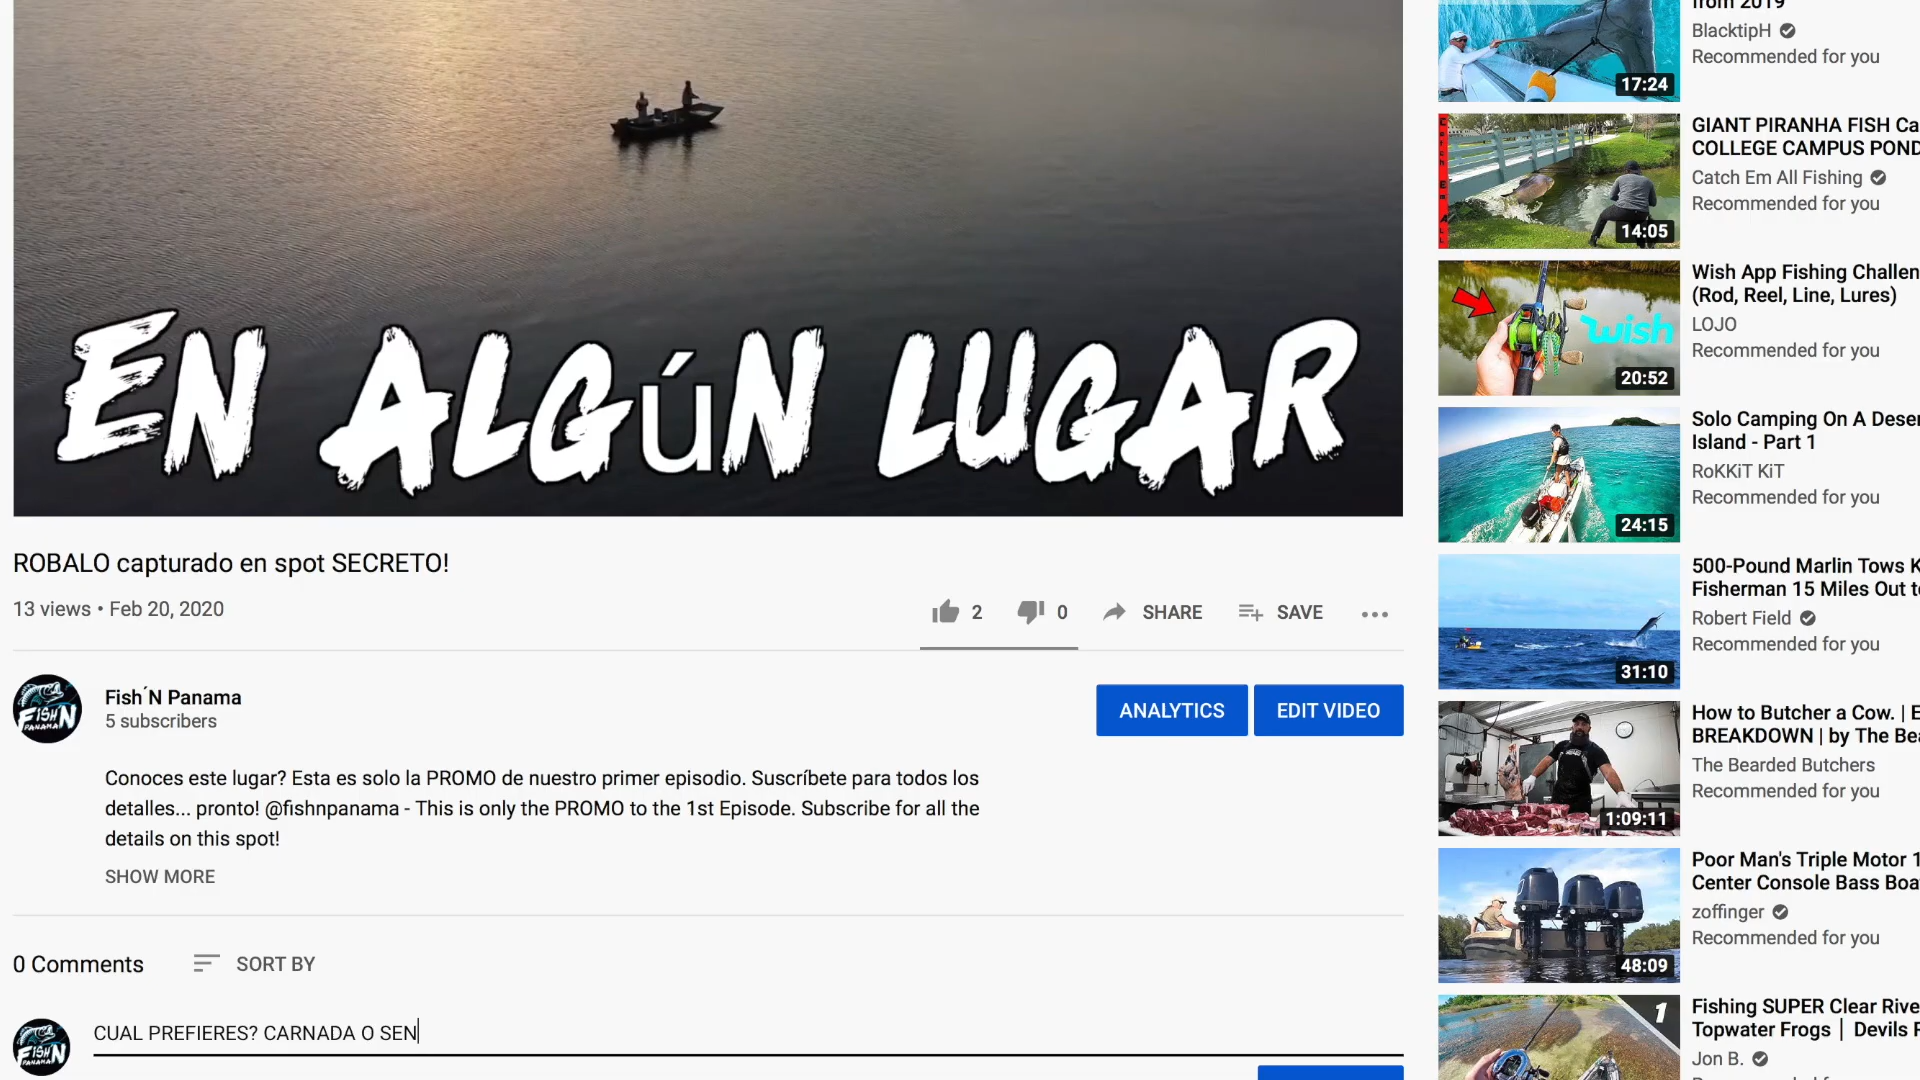 EN ALGúN LUGAR
ROBALO capturado en spot SECRETO!
13 views • Feb 20, 2020
2
0
SHARE
SAVE
Fish´N Panama
5 subscribers
ANALYTICS
EDIT VIDEO
Conoces este lugar? Esta es solo la PROMO de nuestro primer episodio. Suscríbete para todos los
detalles... pronto! @fishnpanama - This is only the PROMO to the 1st Episode. Subscribe for all the
details on this spot!
SHOW MORE
0 Comments
SORT BY
CUAL PREFIERES? CARNADA O SEN
FISH N
PANAMA
FISH N
PANAMA
from 2019
BlacktipH
Recommended for you
17:24
GIANT PIRANHA FISH Ca
COLLEGE CAMPUS POND
Catch Em All Fishing
Recommended for you
14:05
Wish App Fishing Challen
(Rod, Reel, Line, Lures)
LOJO
Recommended for you
wish
20:52
Solo Camping On A Deser
Island - Part 1
RoKKiT KiT
Recommended for you
24:15
500-Pound Marlin Tows K
Fisherman 15 Miles Out t
Robert Field
Recommended for you
31:10
How to Butcher a Cow. | E
BREAKDOWN | by The Bea
The Bearded Butchers
Recommended for you
1:09:11
Poor Man's Triple Motor 1
Center Console Bass Boa
zoffinger
Recommended for you
48:09
Fishing SUPER Clear Rive
Topwater Frogs | Devils R
Jon B.
1